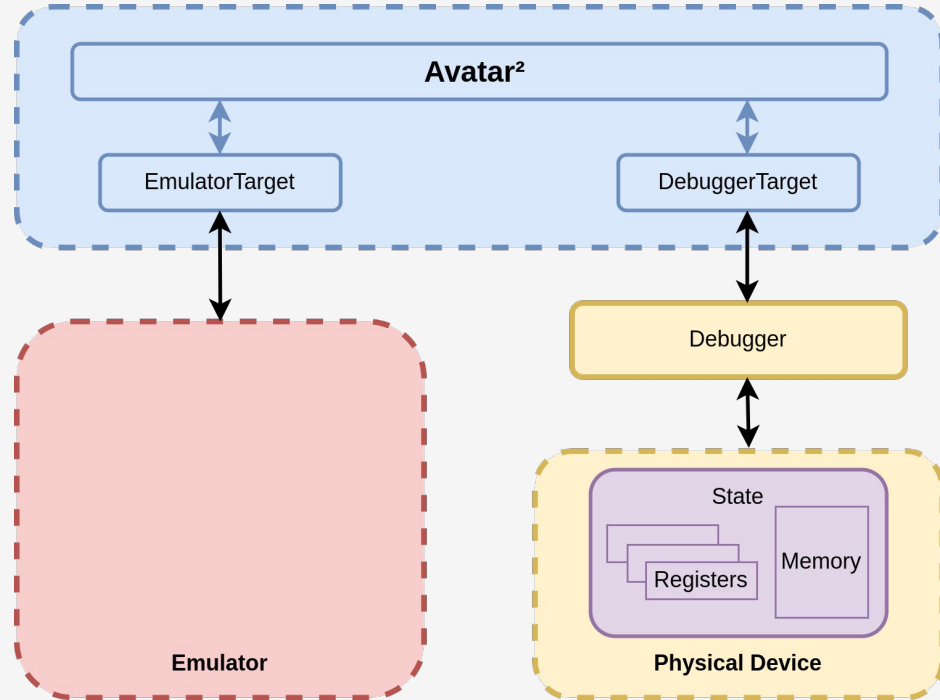 Avatar²
EmulatorTarget
DebuggerTarget
Debugger
State
Memory
Registers
Emulator
Physical Device